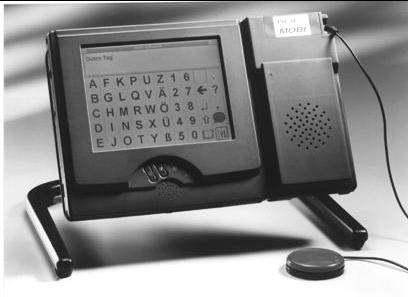 Guten Tag
A F K P U Z 1 6 .
B G L Q V Ä 2 7 ← ?
C H M R W Ö 3 8 ,
D I N S X Ü 4 9
E J O T Y ß 5 0
MOBI